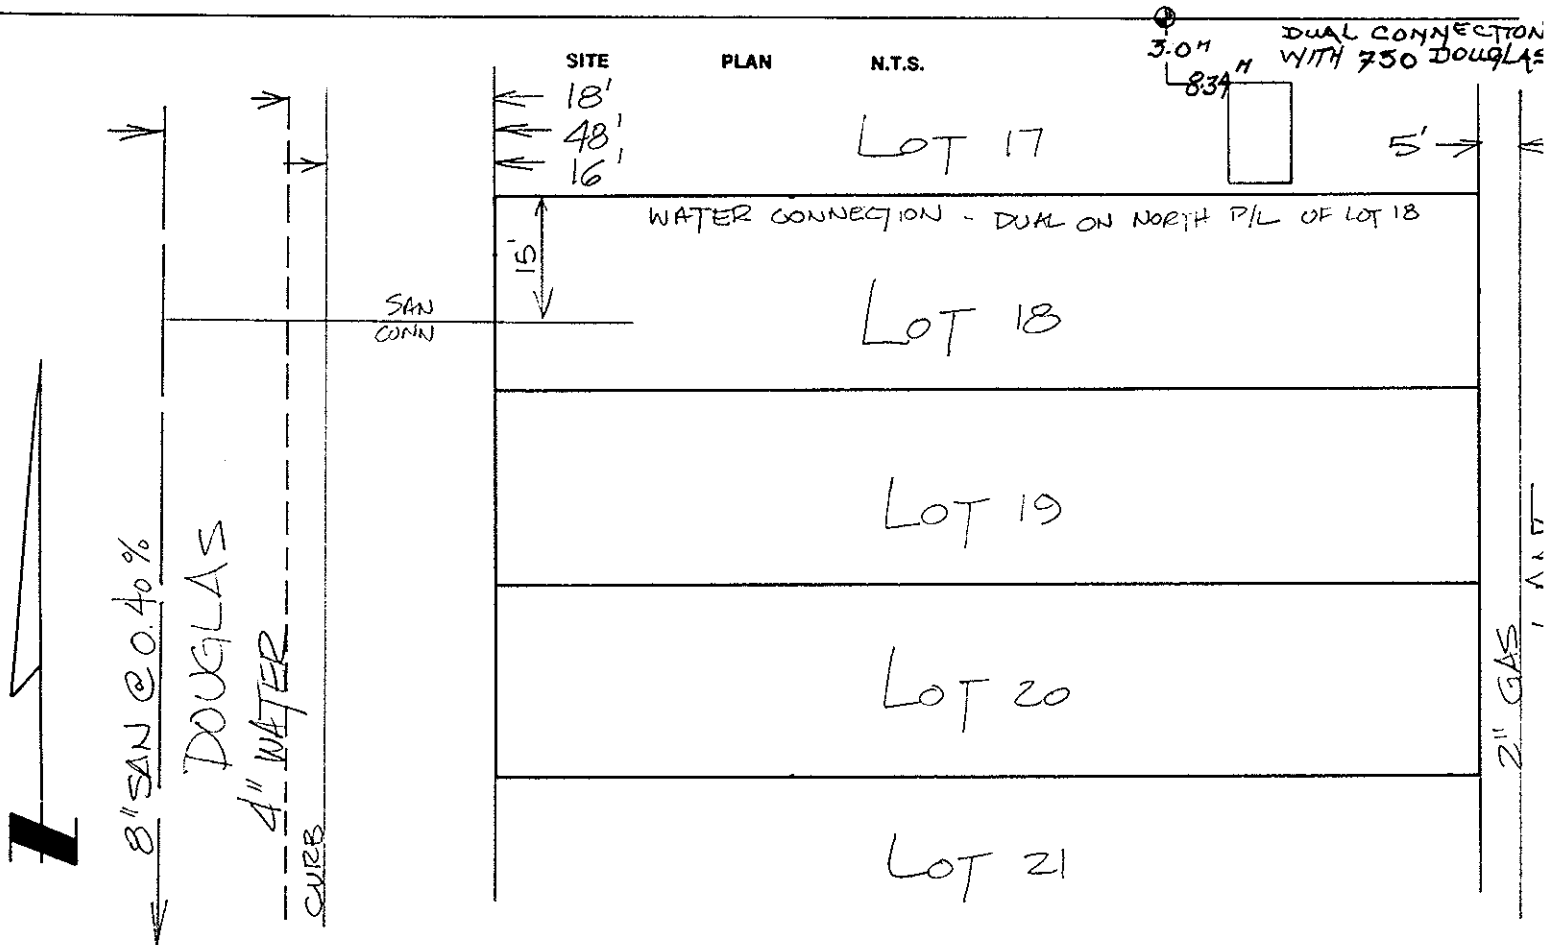 SITE PLAN N.T.S.
DUAL CONNECTION
WITH 750 DOUGLAS
3.0M
8.34 M
18'
48'
16'
LOT 17
5'
WATER CONNECTION - DUAL ON NORTH P/L OF LOT 18
15'
SAN
CONN
LOT 18
LOT 19
LOT 20
LOT 21
8" SAN @ 0.40%
DOUGLAS
4" WATER
CURB
2" GAS